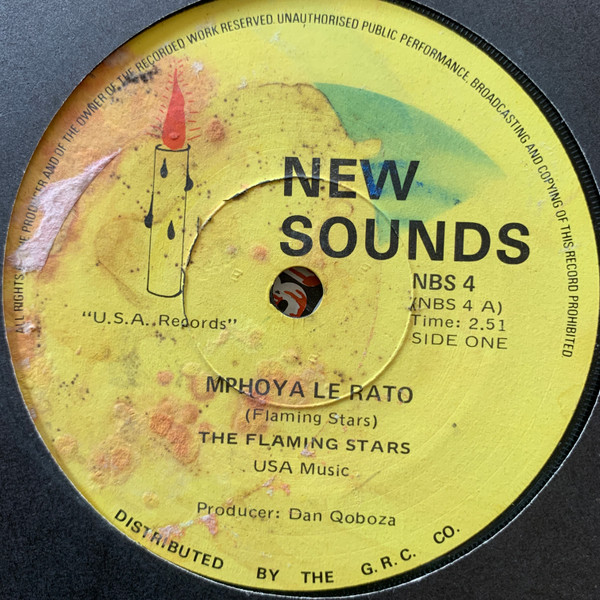 ALL RIGHTS OF THE PRODUCER AND OF THE OWNER OF THE RECORDED WORK RESERVED. UNAUTHORISED PUBLIC PERFORMANCE, BROADCASTING AND COPYING OF THIS RECORD PROHIBITED
NEW
SOUNDS
NBS 4
(NBS 4 A)
Time: 2.51
SIDE ONE
"U.S.A. Records"
MPHOYA LE RATO
(Flaming Stars)
THE FLAMING STARS
USA Music
Producer: Dan Qoboza
DISTRIBUTED BY THE G.R.C. CO.